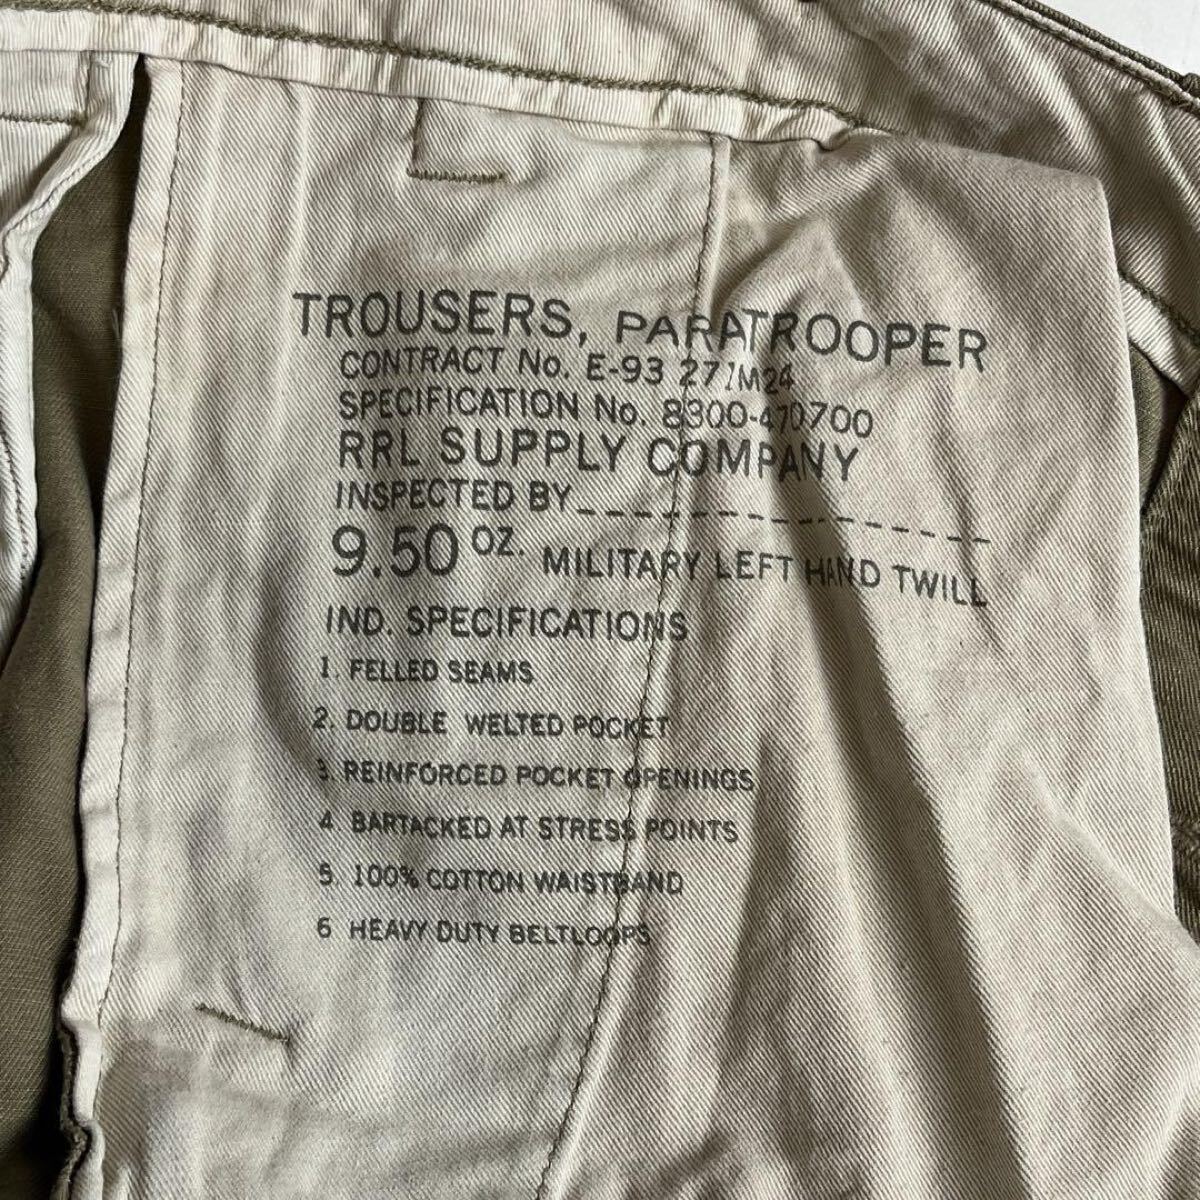 TROUSERS, PARATROOPER
CONTRACT No. E-93 271M24
SPECIFICATION No. 8300-470700
RRL SUPPLY COMPANY
INSPECTED BY_ _ _ _ _ _ _ _ _ _ _ _ _ _ _
9.50 OZ. MILITARY LEFT HAND TWILL
IND. SPECIFICATIONS
1. FELLED SEAMS
2. DOUBLE WELTED POCKET
3. REINFORCED POCKET OPENINGS
4. BARTACKED AT STRESS POINTS
5. 100% COTTON WAISTBAND
6 HEAVY DUTY BELTLOOPS